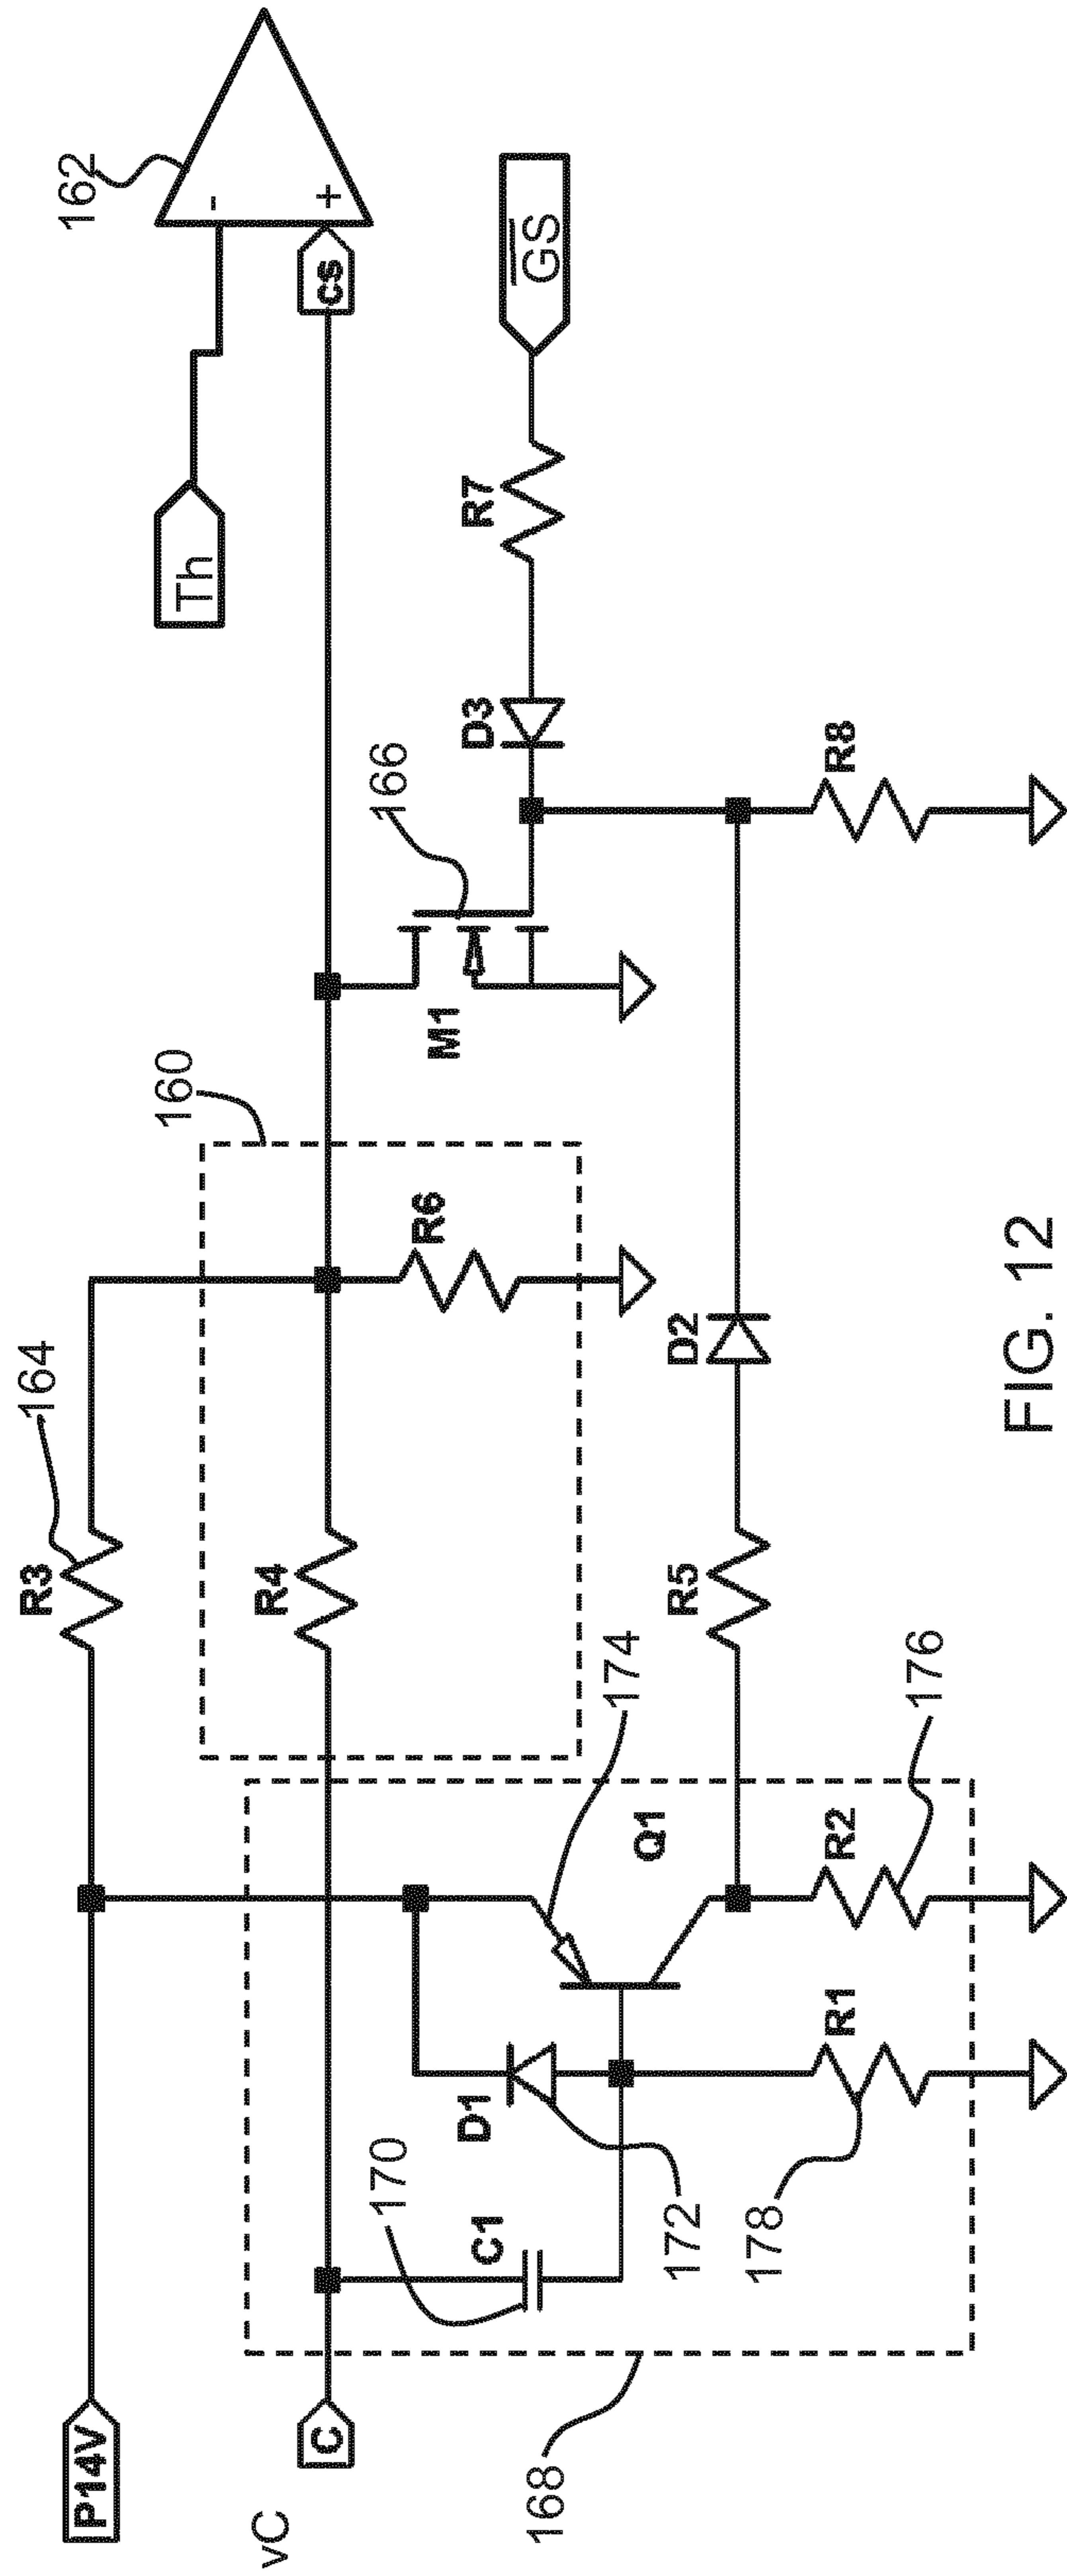 P14V
R3
164
160
Th
162
-
+
vC
C
R4
R6
CS
170
C1
D1
172
174
Q1
M1
166
D3
R7
GS
168
178
R1
R2
176
R5
D2
R8
FIG. 12